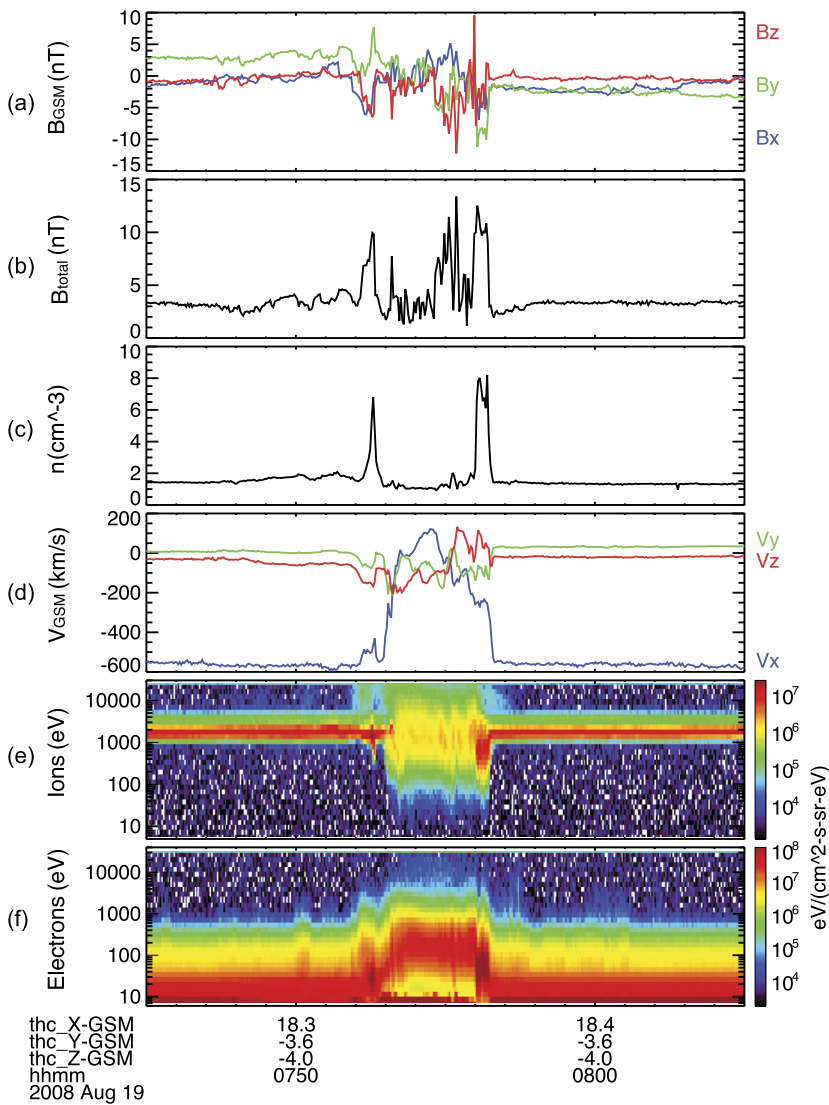 10
5
0
-5
-10
-15
(a)
BGSM (nT)
Bz
By
Bx
15
10
5
0
(b)
Btotal (nT)
10
8
6
4
2
0
(c)
n(cm^-3)
200
0
-200
-400
-600
(d)
VGSM (km/s)
Vy
Vz
Vx
10000
1000
100
10
(e)
Ions (eV)
10^7
10^6
10^5
10^4
10000
1000
100
10
(f)
Electrons (eV)
10^8
10^7
10^6
10^5
10^4
eV/(cm^2-s-sr-eV)
thc_X-GSM 18.3 18.4
thc_Y-GSM -3.6 -3.6
thc_Z-GSM -4.0 -4.0
hhmm 0750 0800
2008 Aug 19